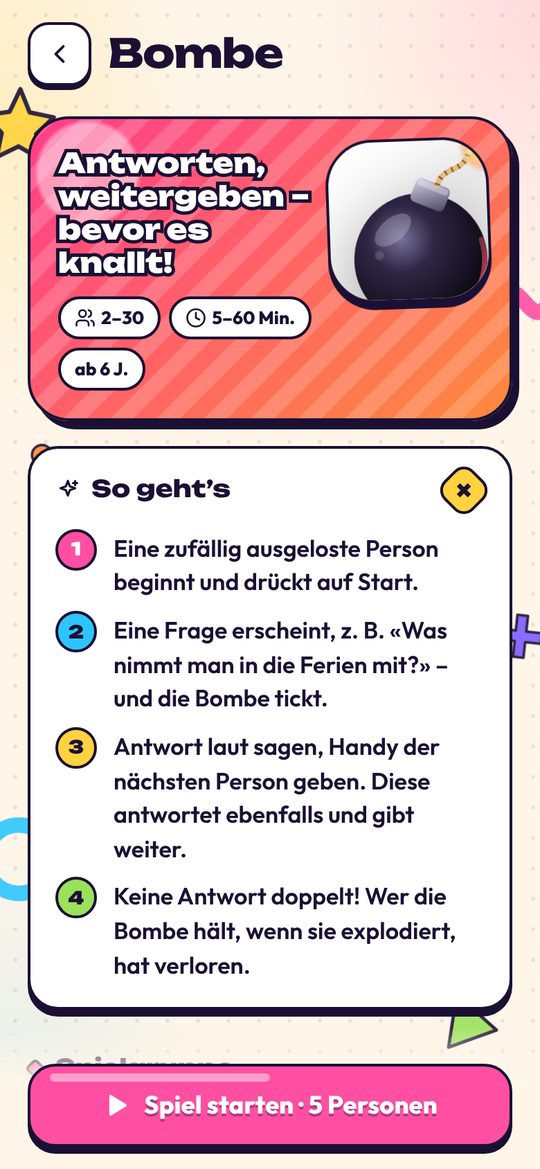 Bombe
Antworten,
weitergeben –
bevor es
knallt!
2–30
5–60 Min.
ab 6 J.
So geht's
1
Eine zufällig ausgeloste Person
beginnt und drückt auf Start.
2
Eine Frage erscheint, z. B. «Was
nimmt man in die Ferien mit?» –
und die Bombe tickt.
3
Antwort laut sagen, Handy der
nächsten Person geben. Diese
antwortet ebenfalls und gibt
weiter.
4
Keine Antwort doppelt! Wer die
Bombe hält, wenn sie explodiert,
hat verloren.
Spiel starten · 5 Personen